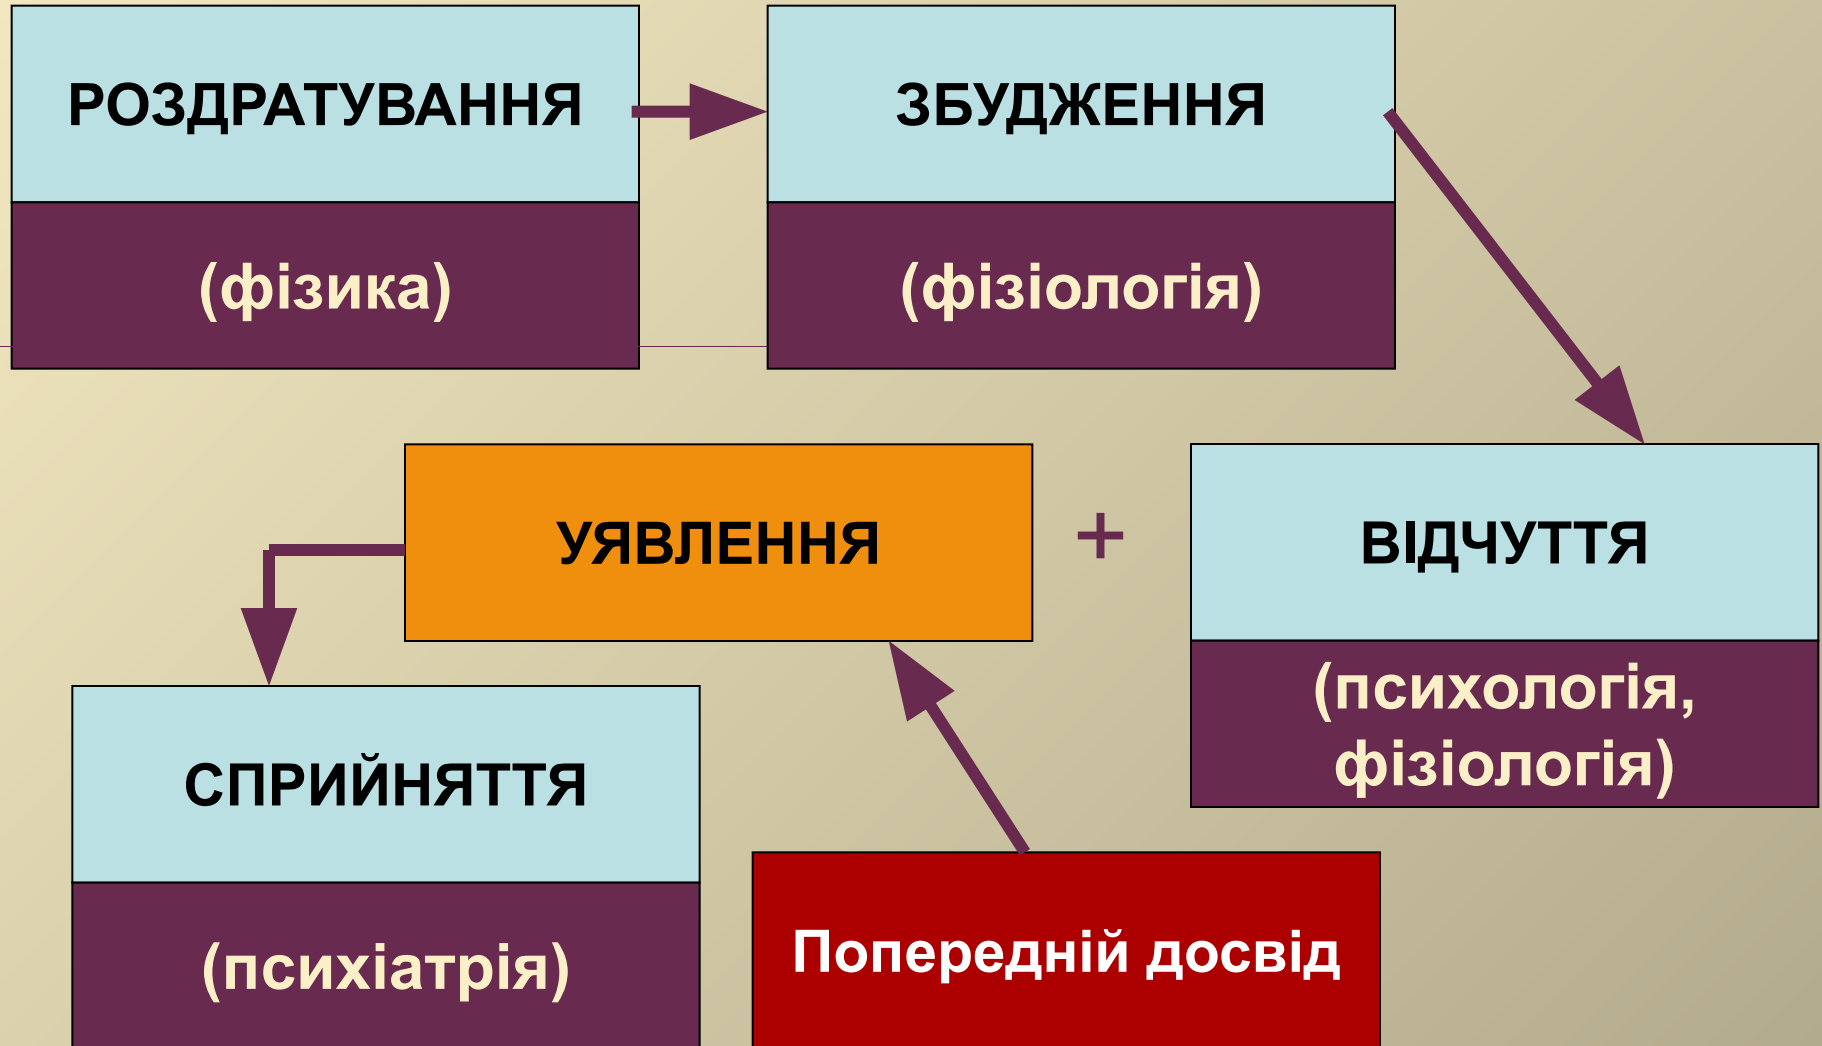 РОЗДРАТУВАННЯ
(фізика)
ЗБУДЖЕННЯ
(фізіологія)
УЯВЛЕННЯ
+
ВІДЧУТТЯ
(психологія,
фізіологія)
СПРИЙНЯТТЯ
(психіатрія)
Попередній досвід